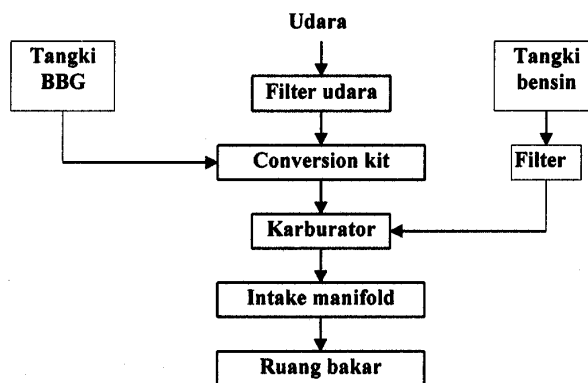 Udara
Tangki
BBG
Tangki
bensin
Filter udara
Conversion kit
Filter
Karburator
Intake manifold
Ruang bakar